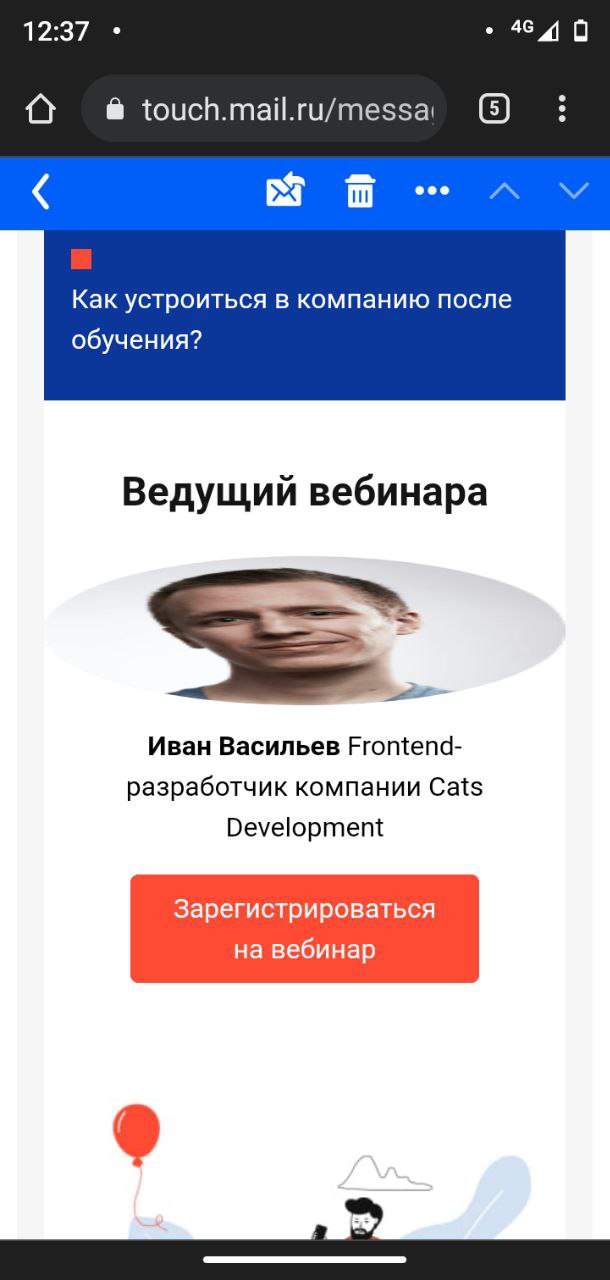 12:37
4G
touch.mail.ru/messa
5
Как устроиться в компанию после
обучения?
Ведущий вебинара
Иван Васильев Frontend-
разработчик компании Cats
Development
Зарегистрироваться
на вебинар